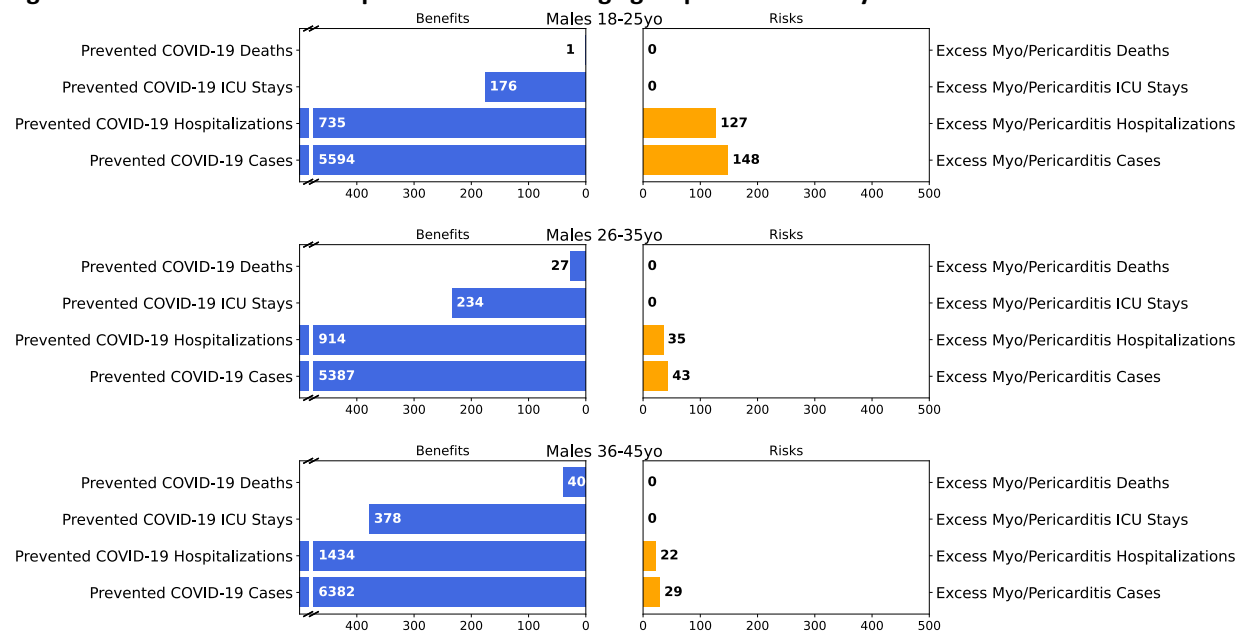 Benefits Males 18-25yo Risks
Prevented COVID-19 Deaths 1 0 Excess Myo/Pericarditis Deaths
Prevented COVID-19 ICU Stays 176 0 Excess Myo/Pericarditis ICU Stays
Prevented COVID-19 Hospitalizations 735 127 Excess Myo/Pericarditis Hospitalizations
Prevented COVID-19 Cases 5594 148 Excess Myo/Pericarditis Cases
400 300 200 100 0 0 100 200 300 400 500
Benefits Males 26-35yo Risks
Prevented COVID-19 Deaths 27 0 Excess Myo/Pericarditis Deaths
Prevented COVID-19 ICU Stays 234 0 Excess Myo/Pericarditis ICU Stays
Prevented COVID-19 Hospitalizations 914 35 Excess Myo/Pericarditis Hospitalizations
Prevented COVID-19 Cases 5387 43 Excess Myo/Pericarditis Cases
400 300 200 100 0 0 100 200 300 400 500
Benefits Males 36-45yo Risks
Prevented COVID-19 Deaths 40 0 Excess Myo/Pericarditis Deaths
Prevented COVID-19 ICU Stays 378 0 Excess Myo/Pericarditis ICU Stays
Prevented COVID-19 Hospitalizations 1434 22 Excess Myo/Pericarditis Hospitalizations
Prevented COVID-19 Cases 6382 29 Excess Myo/Pericarditis Cases
400 300 200 100 0 0 100 200 300 400 500